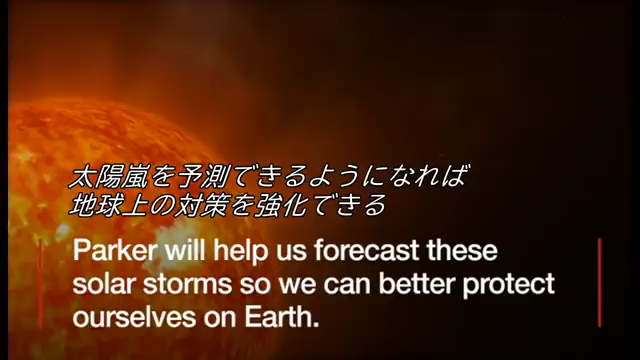 太陽嵐を予測できるようになれば
地球上の対策を強化できる
Parker will help us forecast these
solar storms so we can better protect
ourselves on Earth.